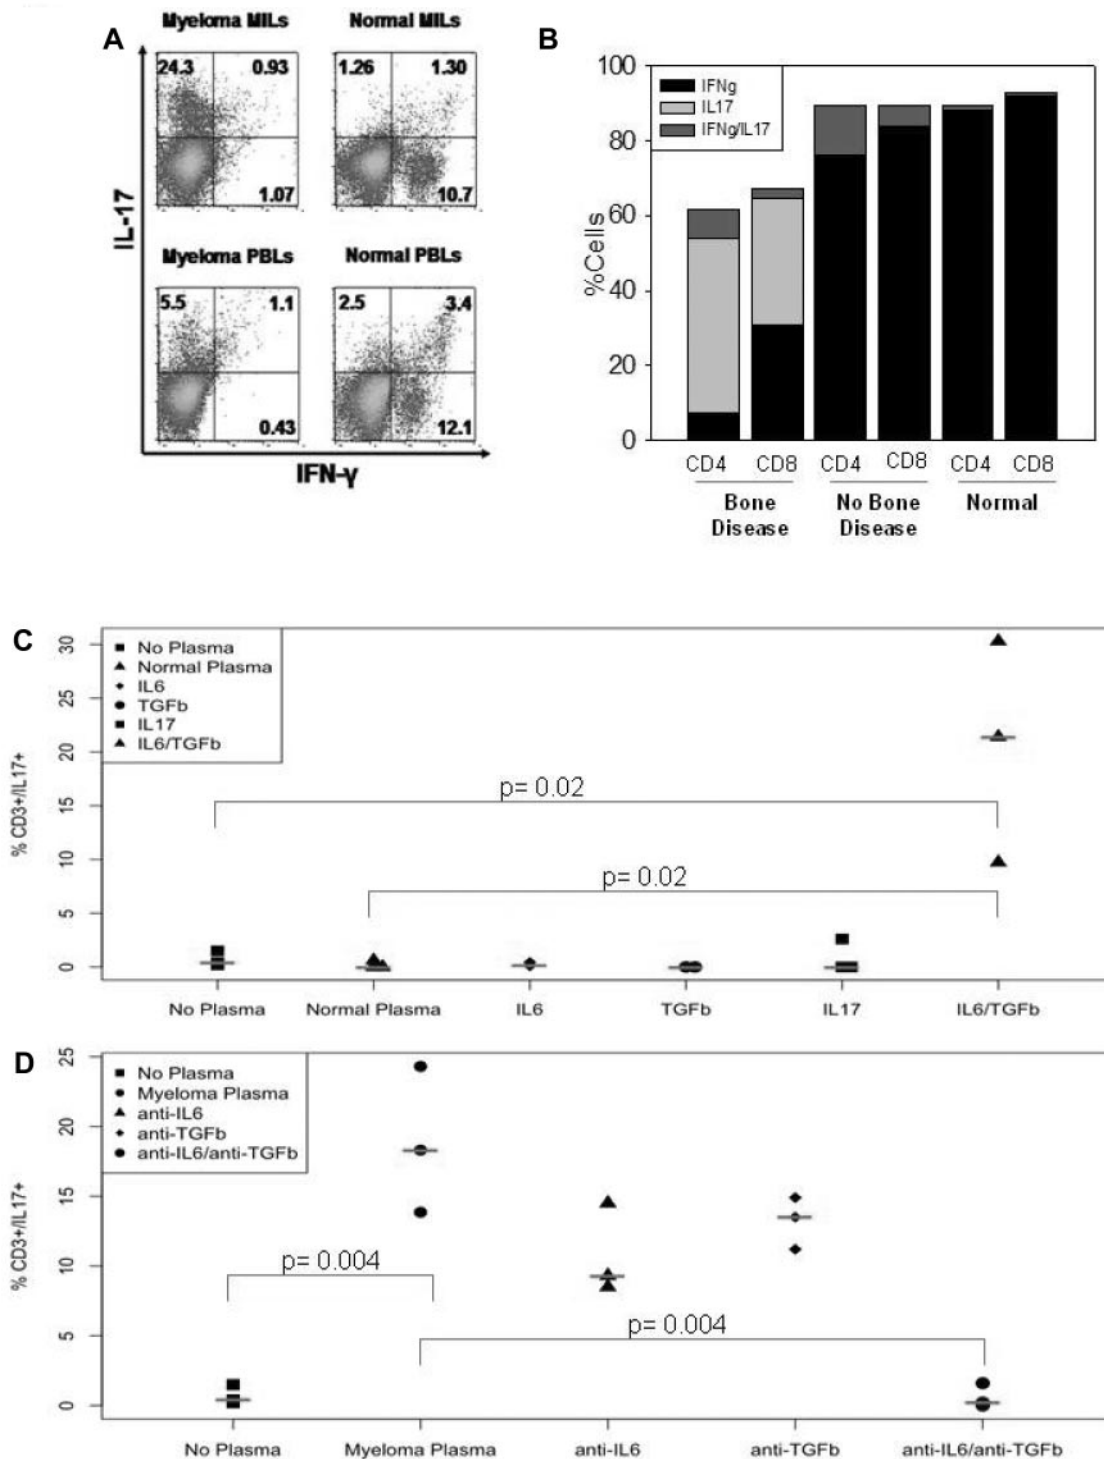 A
Myeloma MILs
Normal MILs
24.3
0.93
1.07
1.26
1.30
10.7
Myeloma PBLs
Normal PBLs
5.5
1.1
0.43
2.5
3.4
12.1
IL-17
IFN-γ
B
100
80
60
40
20
0
%Cells
IFNg
IL17
IFNg/IL17
CD4
CD8
CD4
CD8
CD4
CD8
Bone
Disease
No Bone
Disease
Normal
C
30
25
20
15
10
5
0
% CD3+/IL17+
No Plasma
Normal Plasma
IL6
TGFb
IL17
IL6/TGFb
p= 0.02
p= 0.02
No Plasma
Normal Plasma
IL6
TGFb
IL17
IL6/TGFb
D
25
20
15
10
5
0
% CD3+/IL17+
No Plasma
Myeloma Plasma
anti-IL6
anti-TGFb
anti-IL6/anti-TGFb
p= 0.004
p= 0.004
No Plasma
Myeloma Plasma
anti-IL6
anti-TGFb
anti-IL6/anti-TGFb